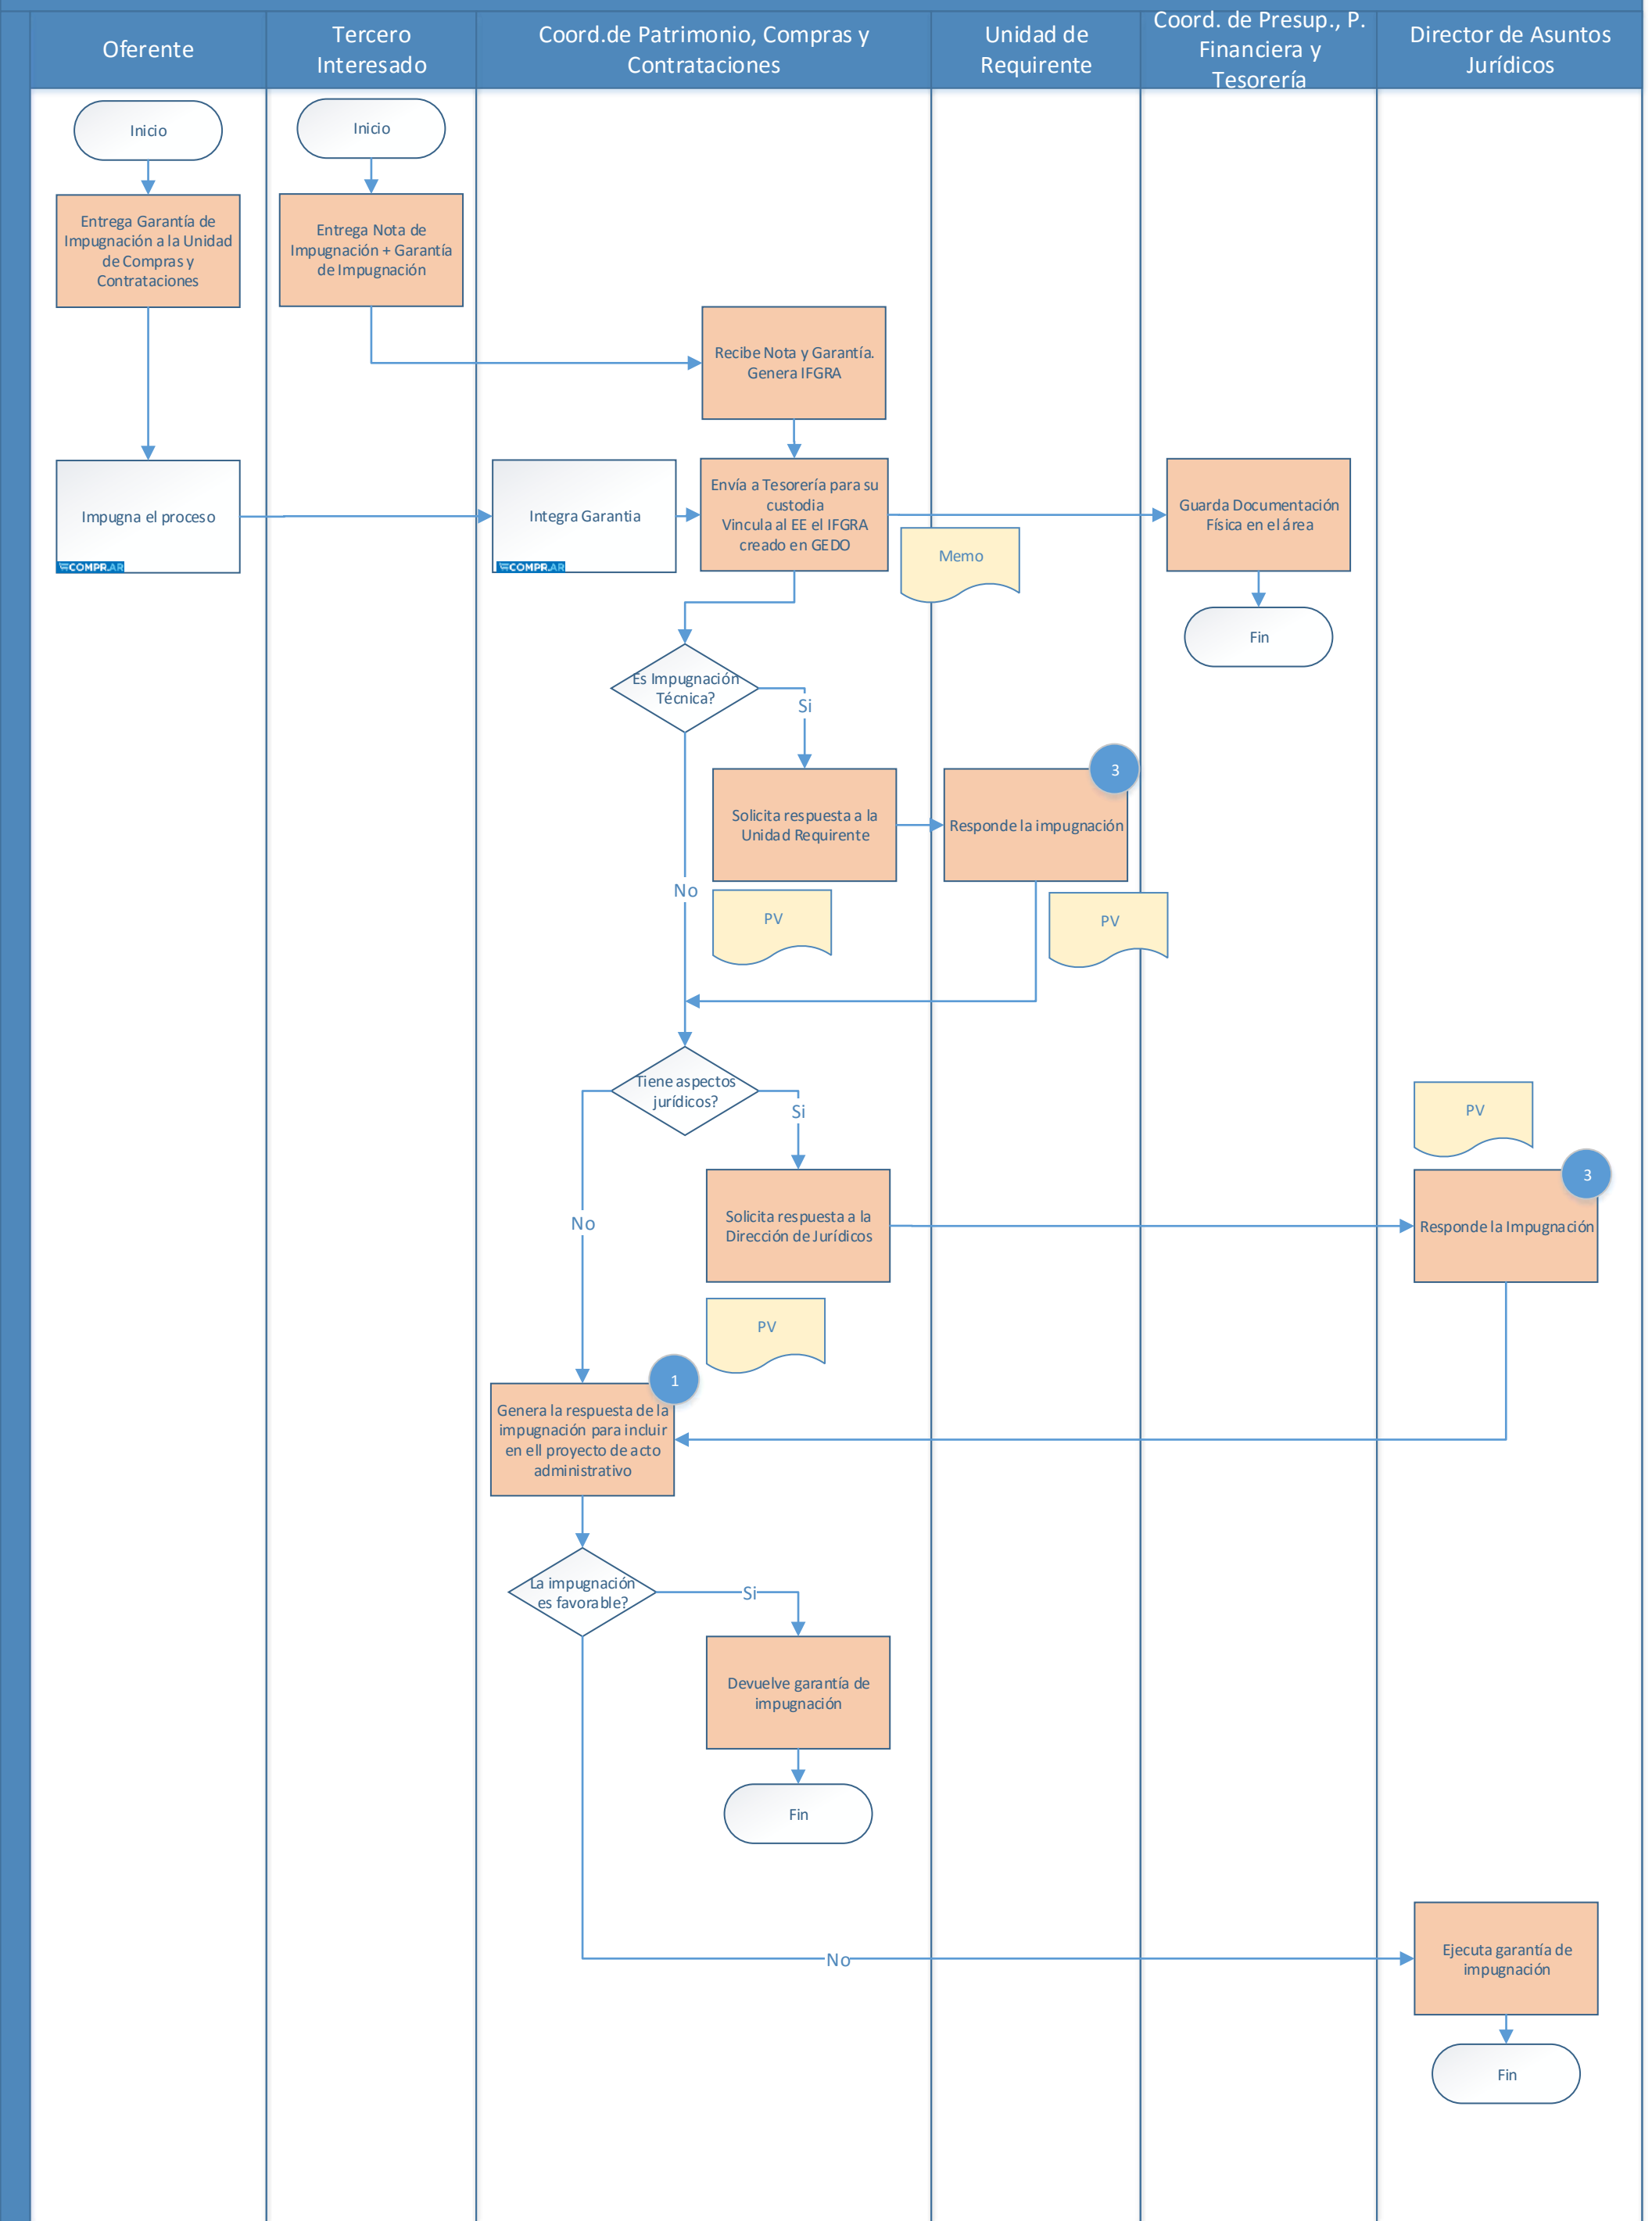 Oferente
Tercero
Interesado
Coord.de Patrimonio, Compras y
Contrataciones
Unidad de
Requirente
Coord. de Presup., P.
Financiera y
Tesorería
Director de Asuntos
Jurídicos
Inicio
Inicio
Entrega Garantía de
Impugnación a la Unidad
de Compras y
Contrataciones
Entrega Nota de
Impugnación + Garantía
de Impugnación
Recibe Nota y Garantía.
Genera IFGRA
Impugna el proceso
COMPR.AR
Integra Garantia
COMPR.AR
Envía a Tesorería para su
custodia
Vincula al EE el IFGRA
creado en GEDO
Memo
Guarda Documentación
Física en el área
Fin
Es Impugnación
Técnica?
Si
Solicita respuesta a la
Unidad Requirente
3
Responde la impugnación
No
PV
PV
Tiene aspectos
jurídicos?
Si
PV
No
Solicita respuesta a la
Dirección de Jurídicos
3
Responde la Impugnación
PV
1
Genera la respuesta de la
impugnación para incluir
en ell proyecto de acto
administrativo
La impugnación
es favorable?
Si
Devuelve garantía de
impugnación
Fin
No
Ejecuta garantía de
impugnación
Fin